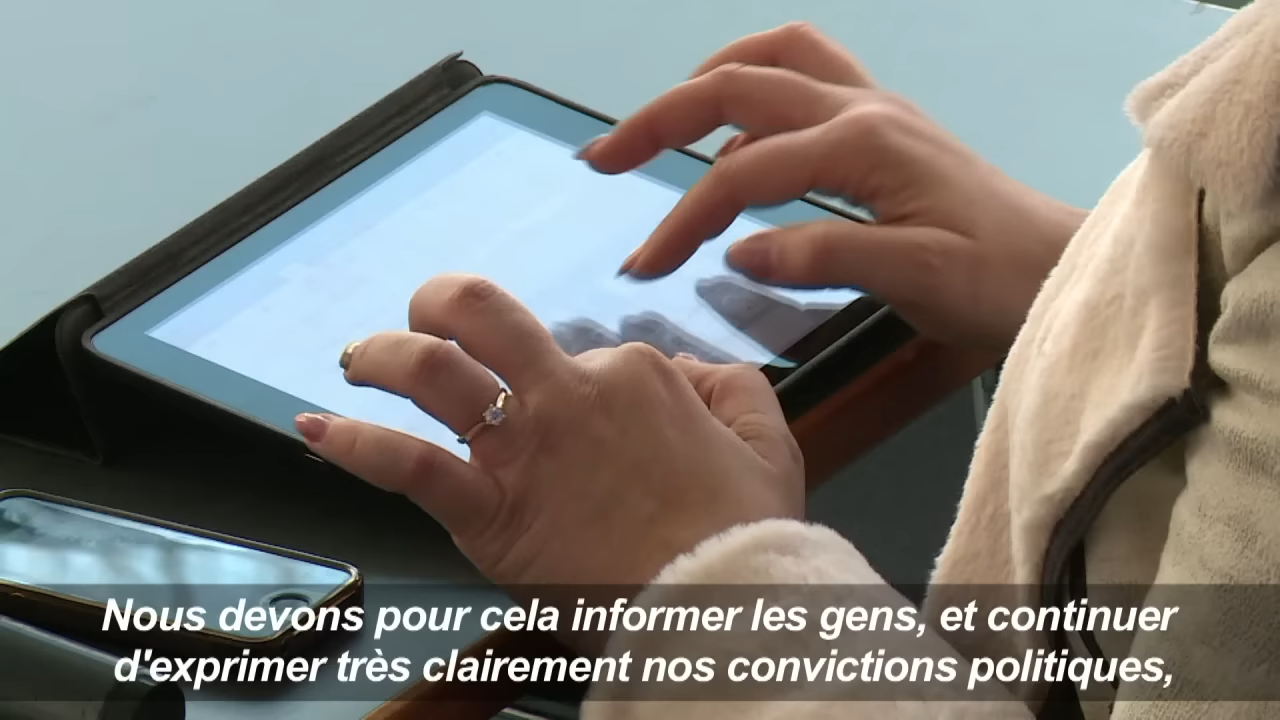 Nous devons pour cela informer les gens, et continuer
d'exprimer très clairement nos convictions politiques,